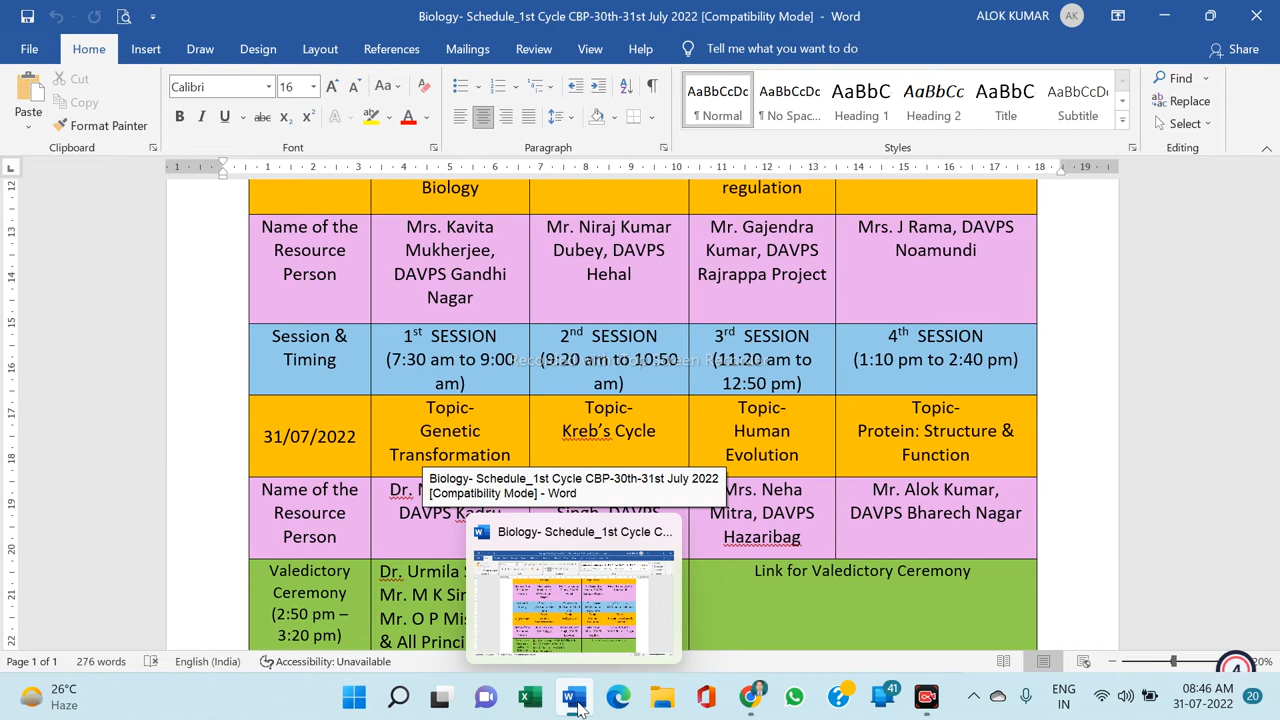 Biology- Schedule_1st Cycle CBP-30th-31st July 2022 [Compatibility Mode] - Word
ALOK KUMAR
AK
File Home Insert Draw Design Layout References Mailings Review View Help Tell me what you want to do Share
Paste
Cut
Copy
Format Painter
Clipboard
Calibri 16
Font
Paragraph
AaBbCcDc AaBbCcDc AaBbC AaBbCc AaBbC AaBbCcD
¶ Normal ¶ No Spac... Heading 1 Heading 2 Title Subtitle
Styles
Find
Replace
Select
Editing
Biology
regulation
Name of the
Resource
Person
Mrs. Kavita
Mukherjee,
DAVPS Gandhi
Nagar
Mr. Niraj Kumar
Dubey, DAVPS
Hehal
Mr. Gajendra
Kumar, DAVPS
Rajrappa Project
Mrs. J Rama, DAVPS
Noamundi
Session &
Timing
1st SESSION
(7:30 am to 9:00
am)
2nd SESSION
(9:20 am to 10:50
am)
3rd SESSION
(11:20 am to
12:50 pm)
4th SESSION
(1:10 pm to 2:40 pm)
31/07/2022
Topic-
Genetic
Transformation
Topic-
Kreb’s Cycle
Topic-
Human
Evolution
Topic-
Protein: Structure &
Function
Biology- Schedule_1st Cycle CBP-30th-31st July 2022
[Compatibility Mode] - Word
Name of the
Resource
Person
Dr.
DAVPS Kadru
Mrs. Neha
Mitra, DAVPS
Hazaribag
Mr. Alok Kumar,
DAVPS Bharech Nagar
Biology- Schedule_1st Cycle C...
Valedictory
Ceremony
(2:50 pm –
3:20 pm)
Dr. Urmila
Mr. M K
Mr. O P
& All
Link for Valedictory Ceremony
Page 1 of 1 276 words English (India) Accessibility: Unavailable
26°C
Haze
41
ENG
IN
08:46 AM
31-07-2022
20